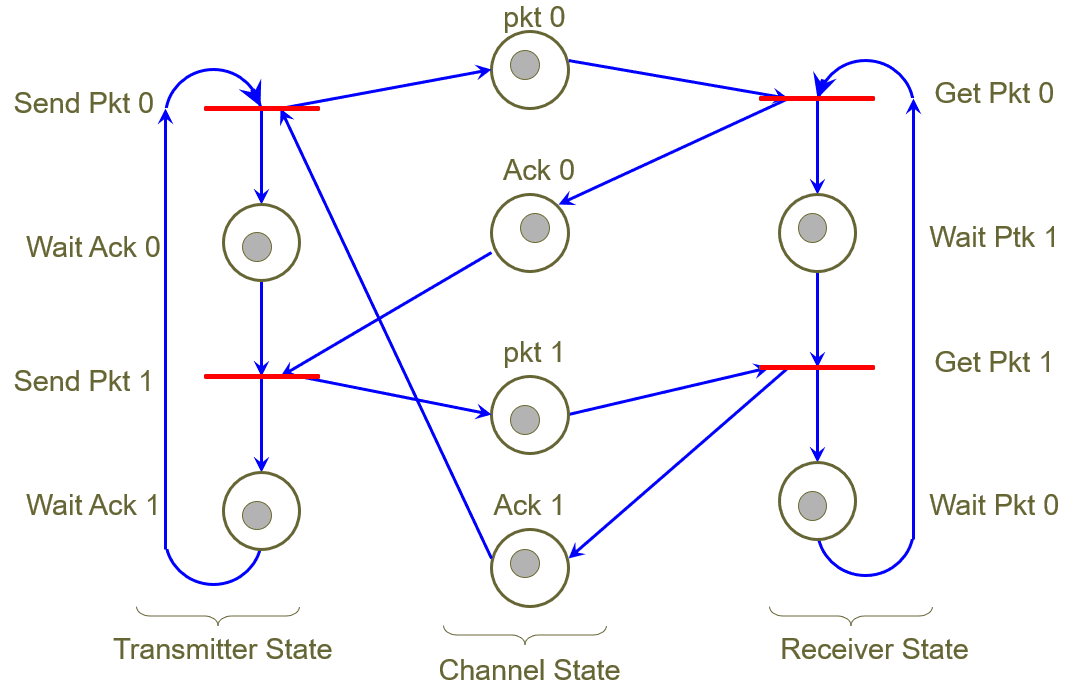 pkt 0
Send Pkt 0
Get Pkt 0
Ack 0
Wait Ack 0
Wait Ptk 1
pkt 1
Send Pkt 1
Get Pkt 1
Wait Ack 1
Ack 1
Wait Pkt 0
Transmitter State
Channel State
Receiver State